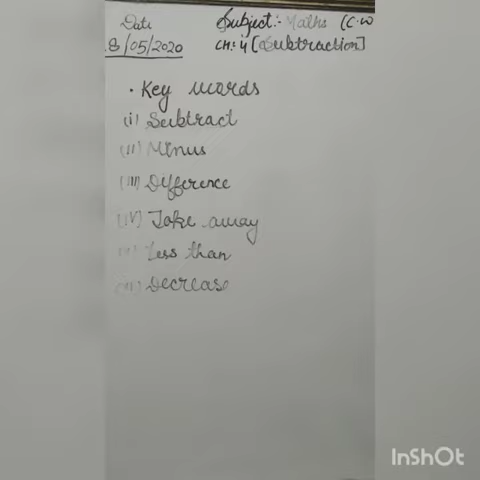 Date
Subject:- Maths (C.W
8/05/2020
CH: 4 [Subtraction]
• Key words
(i) Subtract
(ii) Minus
(iii) Difference
(iv) Take away
(v) Less than
(vi) Decrease
InShOt